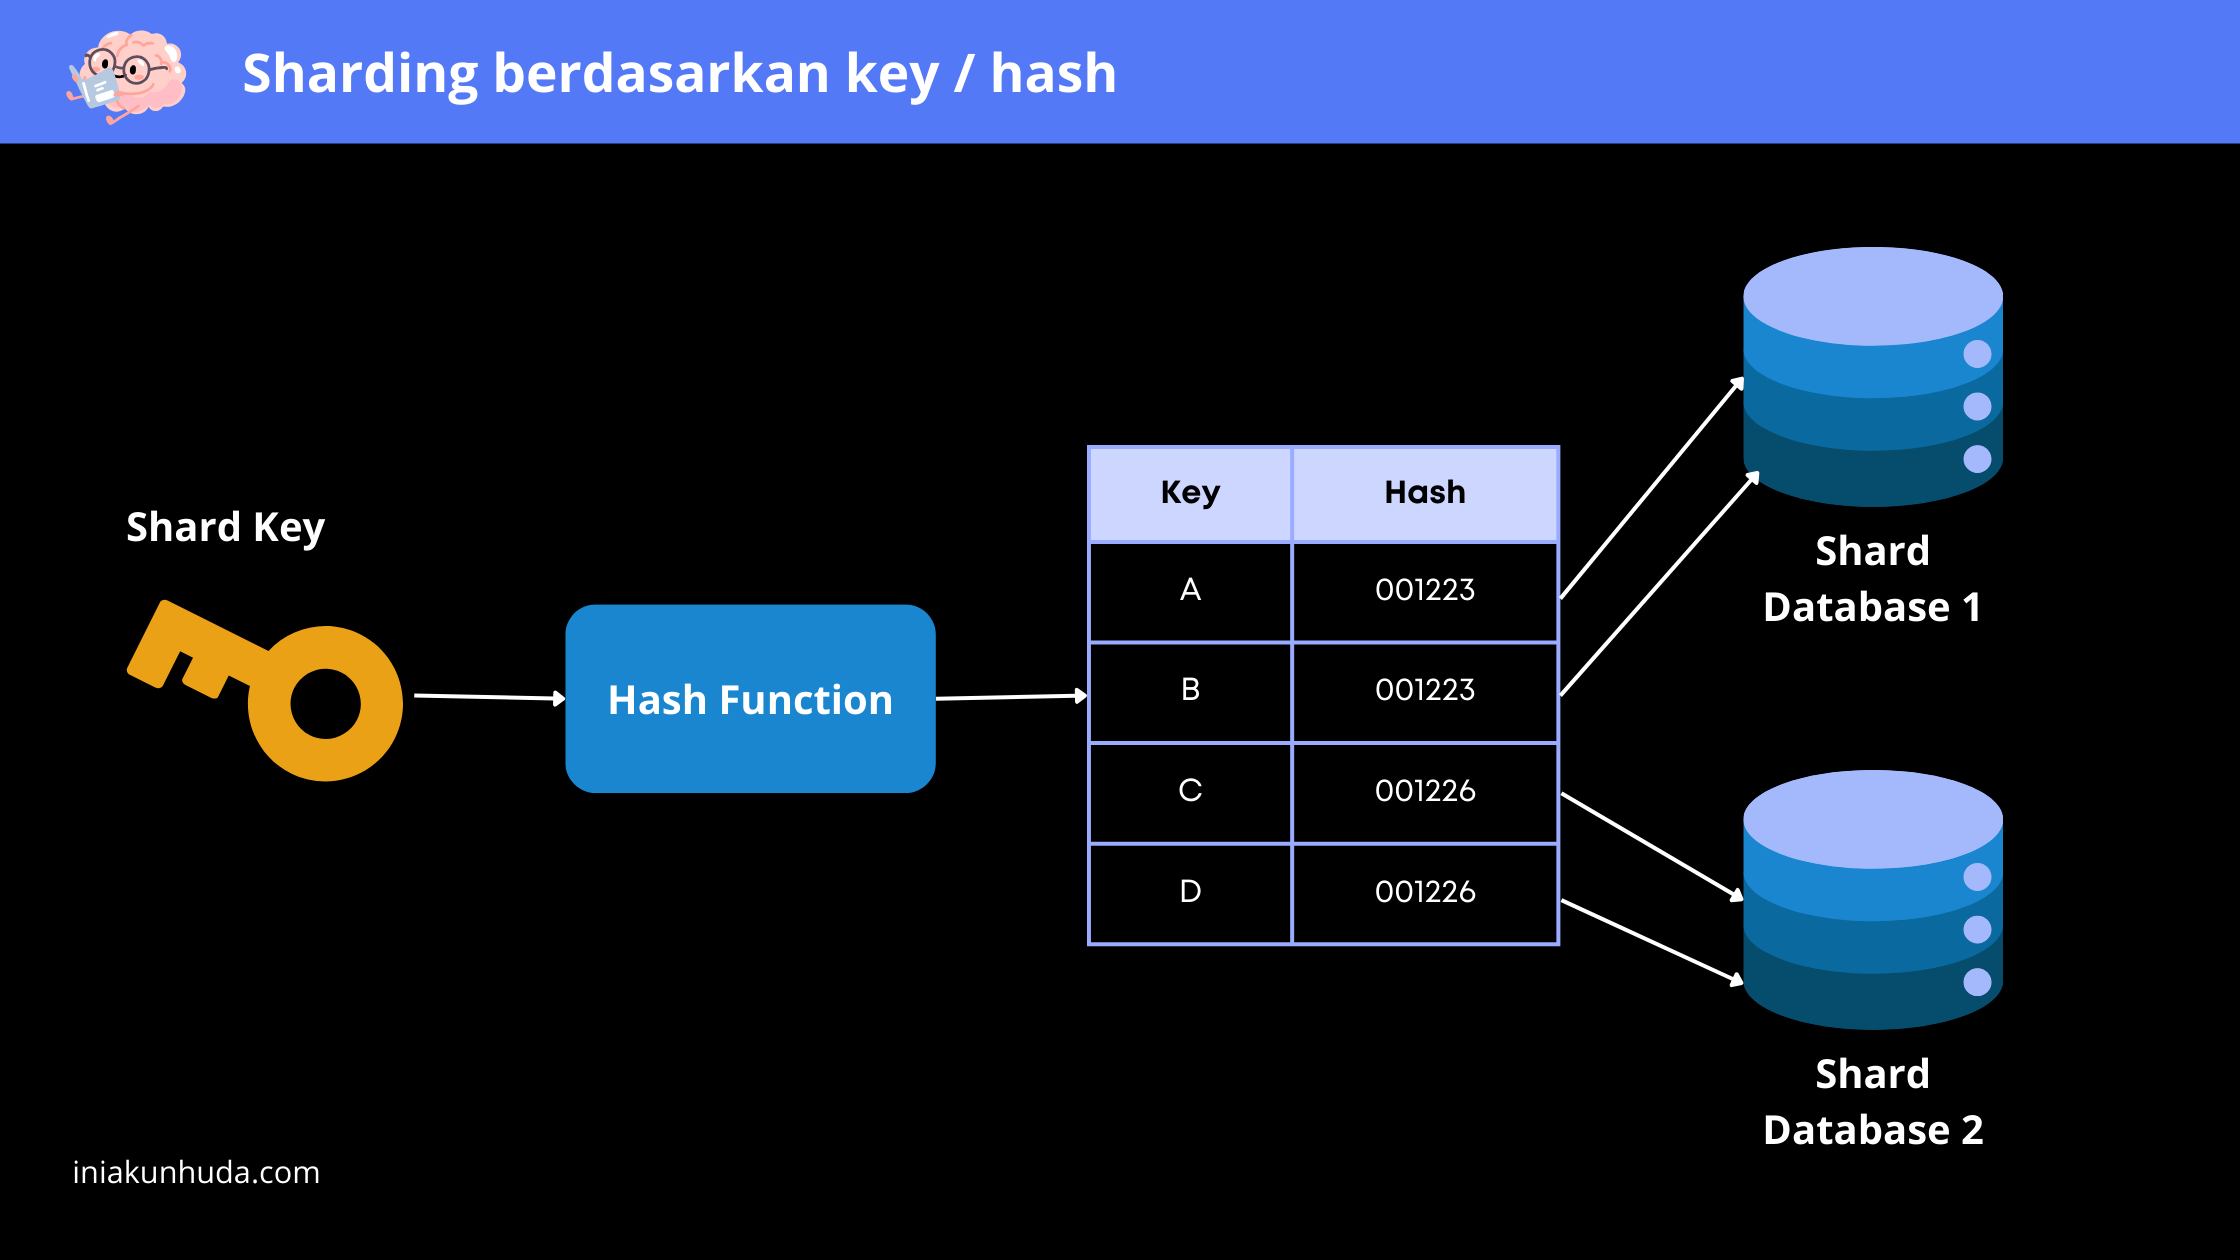 Sharding berdasarkan key / hash
Shard Key
Hash Function
Key Hash
A 001223
B 001223
C 001226
D 001226
Shard
Database 1
Shard
Database 2
iniakunhuda.com